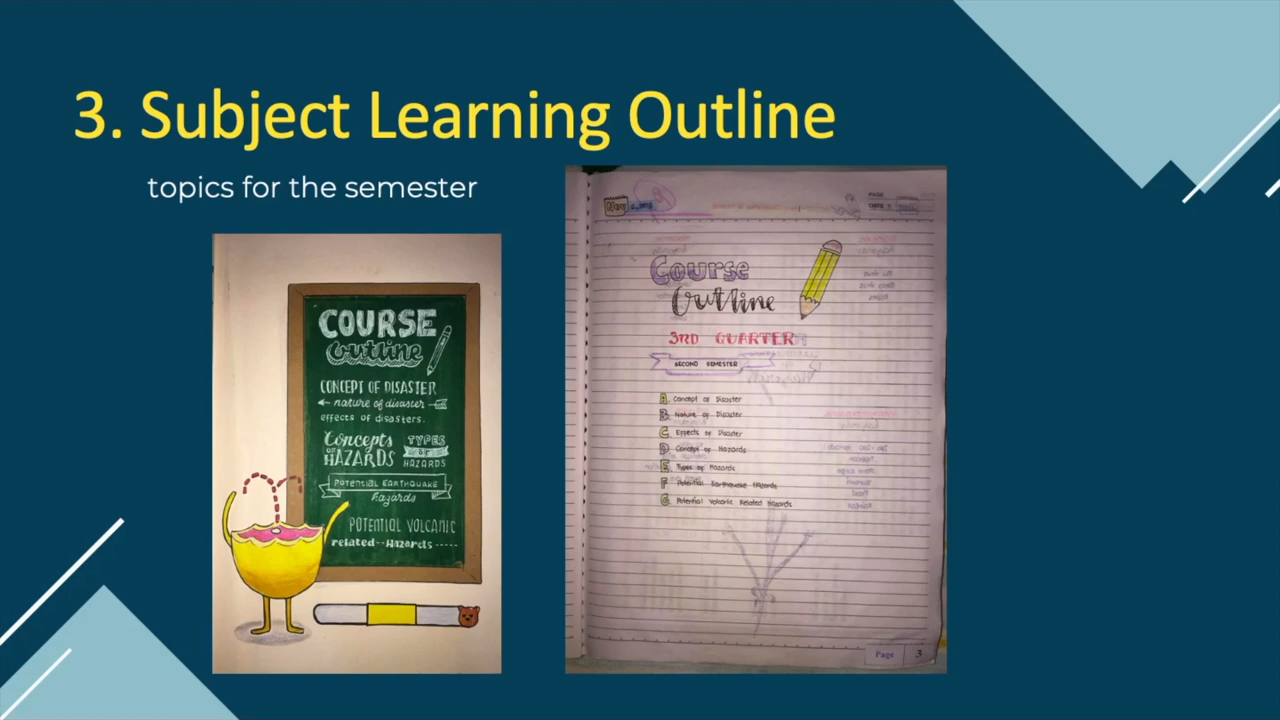 3. Subject Learning Outline
topics for the semester
COURSE
outline
CONCEPT OF DISASTER
nature of disaster
effects of disasters.
Concepts
OF
HAZARDS
TYPES
OF
HAZARDS
POTENTIAL EARTHQUAKE
hazards
POTENTIAL VOLCANIC
related--Hazards-----
PAGE
DATE
Course
Outline
3RD QUARTER
SECOND SEMESTER
A. Concept of Disaster
B. Nature of Disaster
C. Effects of Disaster
D. Concept of Hazards
E. Types of Hazards
F. Potential Earthquake Hazards
G. Potential Volcanic Related Hazards
Page 3